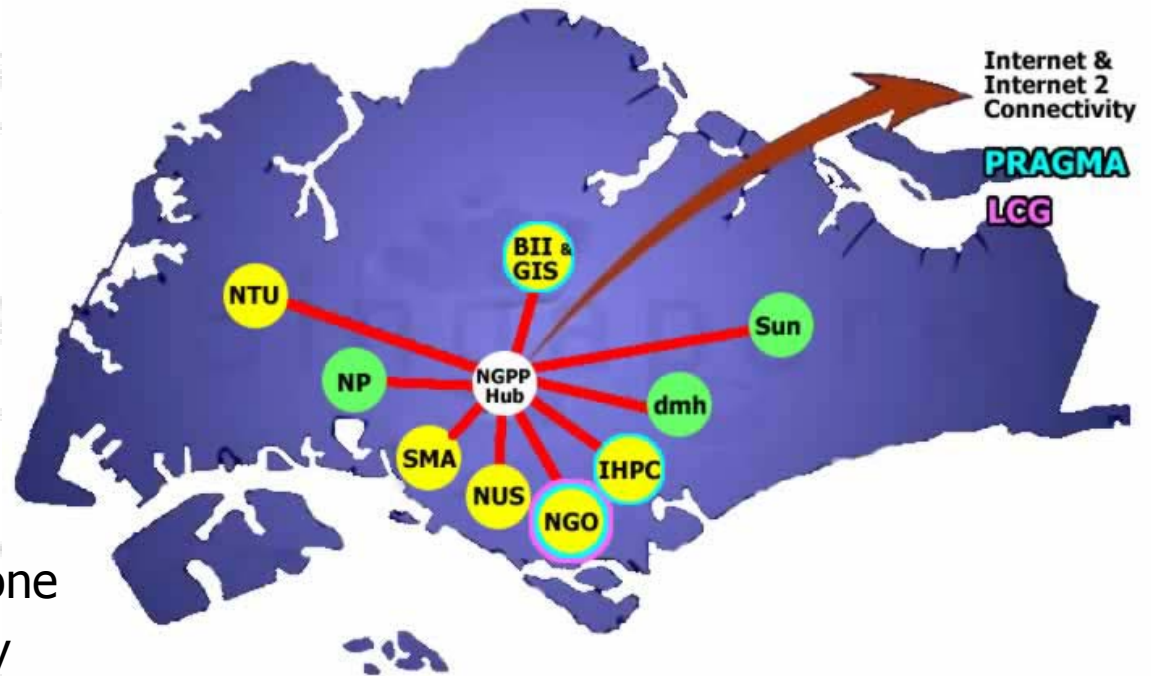 Internet &
Internet 2
Connectivity
PRAGMA
LCG
BII &
GIS
NTU
Sun
NGPP
Hub
NP
dmh
SMA
IHPC
NUS
NGO
one
y